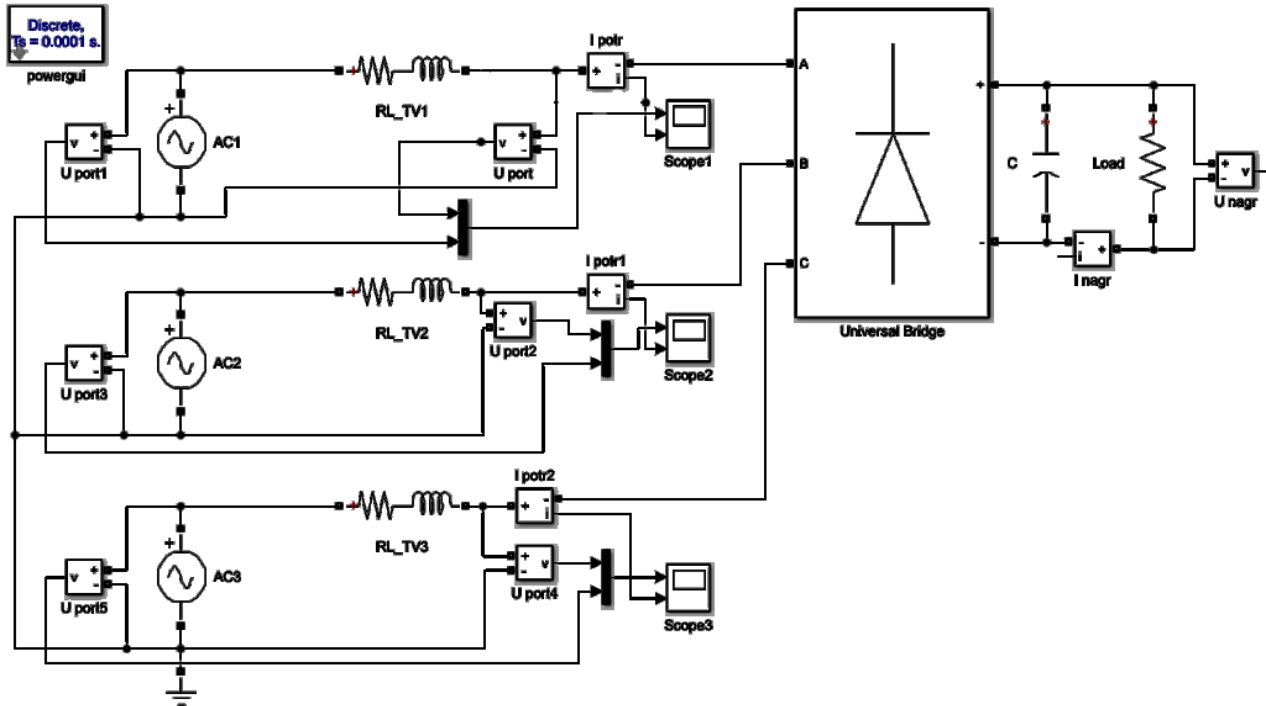 Discrete,
Ts = 0.0001 s.
powergui
I potr
+
-
i
A
RL_TV1
+
AC1
v
+
-
U port1
v
+
-
U port
Scope1
B
C
Universal Bridge
+
-
C
Load
+
-
v
U nagr
-
+
i
I nagr
I potr1
+
-
i
RL_TV2
+
AC2
v
+
-
U port3
+
-
v
U port2
Scope2
I potr2
+
-
i
RL_TV3
+
AC3
v
+
-
U port5
+
-
v
U port4
Scope3